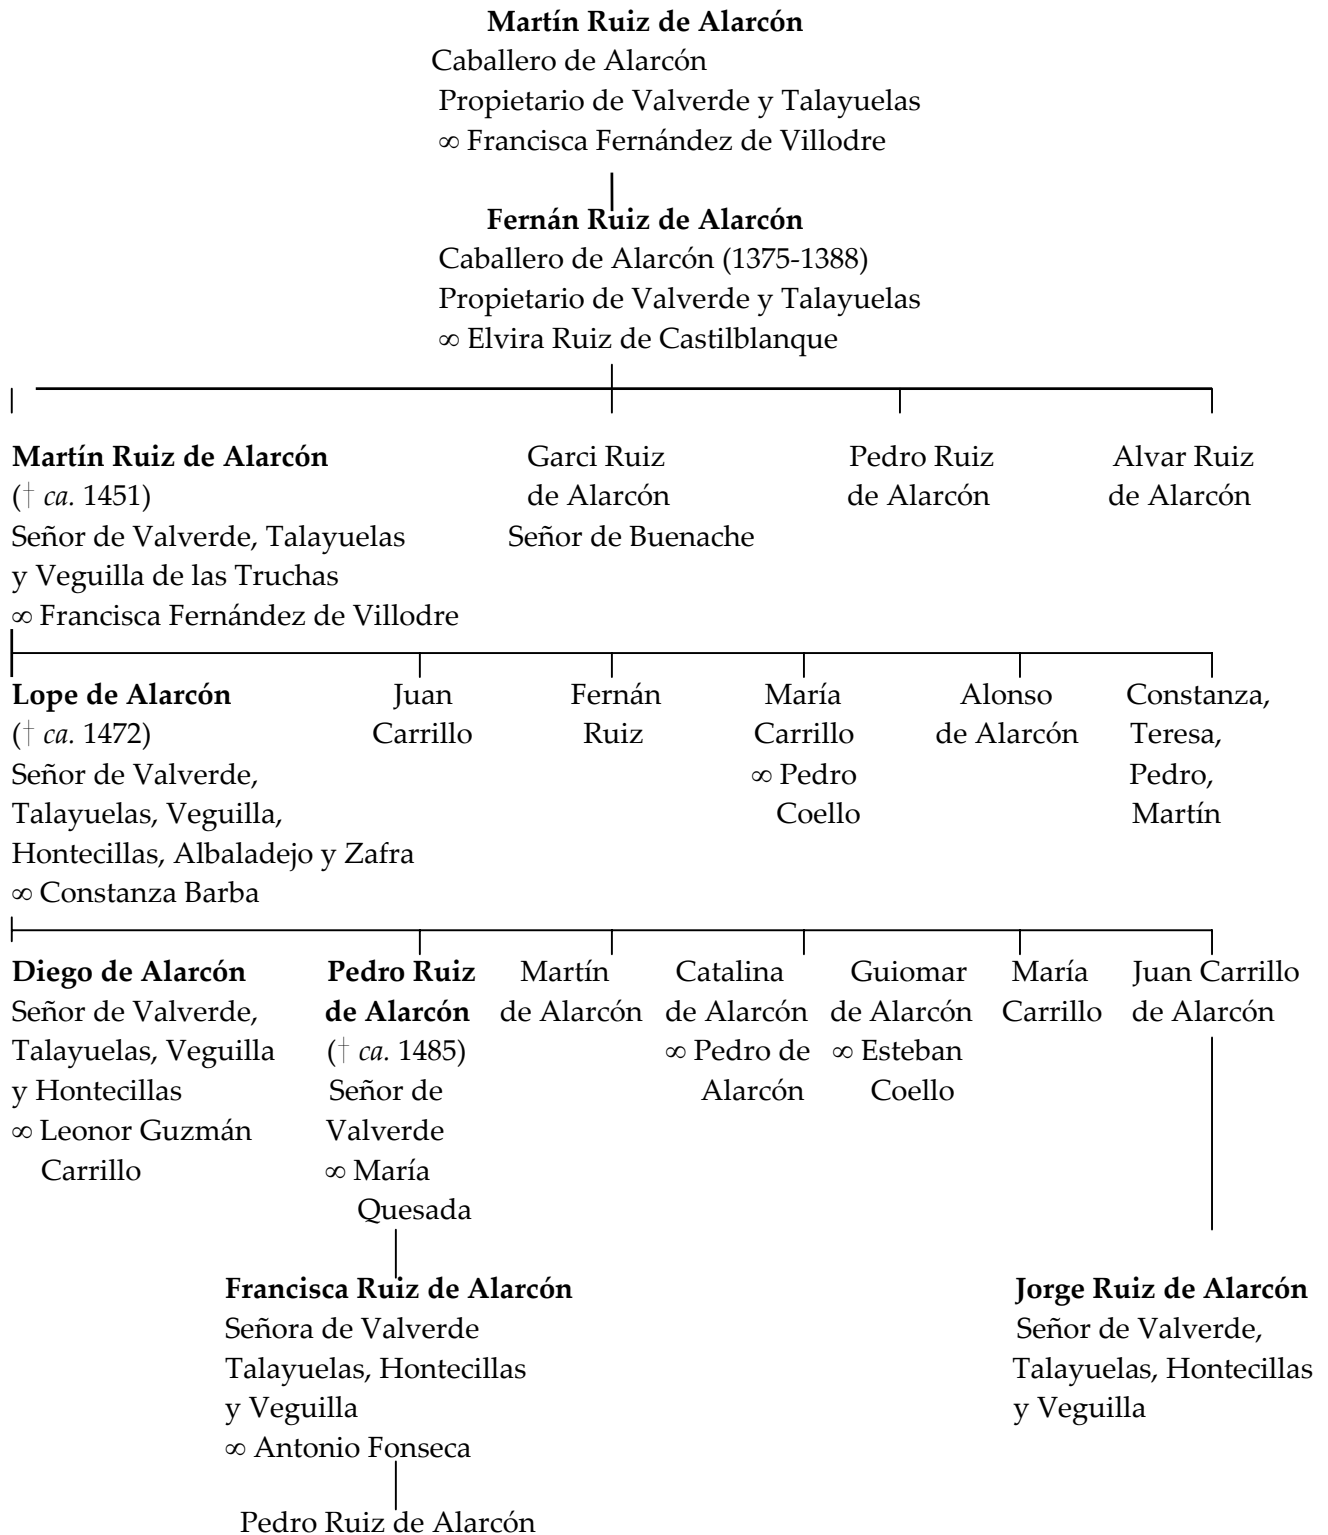 Martín Ruiz de Alarcón
Caballero de Alarcón
Propietario de Valverde y Talayuelas
∞ Francisca Fernández de Villodre
Fernán Ruiz de Alarcón
Caballero de Alarcón (1375-1388)
Propietario de Valverde y Talayuelas
∞ Elvira Ruiz de Castilblanque
Martín Ruiz de Alarcón
(† ca. 1451)
Señor de Valverde, Talayuelas
y Veguilla de las Truchas
∞ Francisca Fernández de Villodre
Garci Ruiz
de Alarcón
Señor de Buenache
Pedro Ruiz
de Alarcón
Alvar Ruiz
de Alarcón
Lope de Alarcón
(† ca. 1472)
Señor de Valverde,
Talayuelas, Veguilla,
Hontecillas, Albaladejo y Zafra
∞ Constanza Barba
Juan
Carrillo
Fernán
Ruiz
María
Carrillo
∞ Pedro
Coello
Alonso
de Alarcón
Constanza,
Teresa,
Pedro,
Martín
Diego de Alarcón
Señor de Valverde,
Talayuelas, Veguilla
y Hontecillas
∞ Leonor Guzmán
Carrillo
Pedro Ruiz
de Alarcón
(† ca. 1485)
Señor de
Valverde
∞ María
Quesada
Martín
de Alarcón
Catalina
de Alarcón
∞ Pedro de
Alarcón
Guiomar
de Alarcón
∞ Esteban
Coello
María
Carrillo
Juan Carrillo
de Alarcón
Francisca Ruiz de Alarcón
Señora de Valverde
Talayuelas, Hontecillas
y Veguilla
∞ Antonio Fonseca
Jorge Ruiz de Alarcón
Señor de Valverde,
Talayuelas, Hontecillas
y Veguilla
Pedro Ruiz de Alarcón